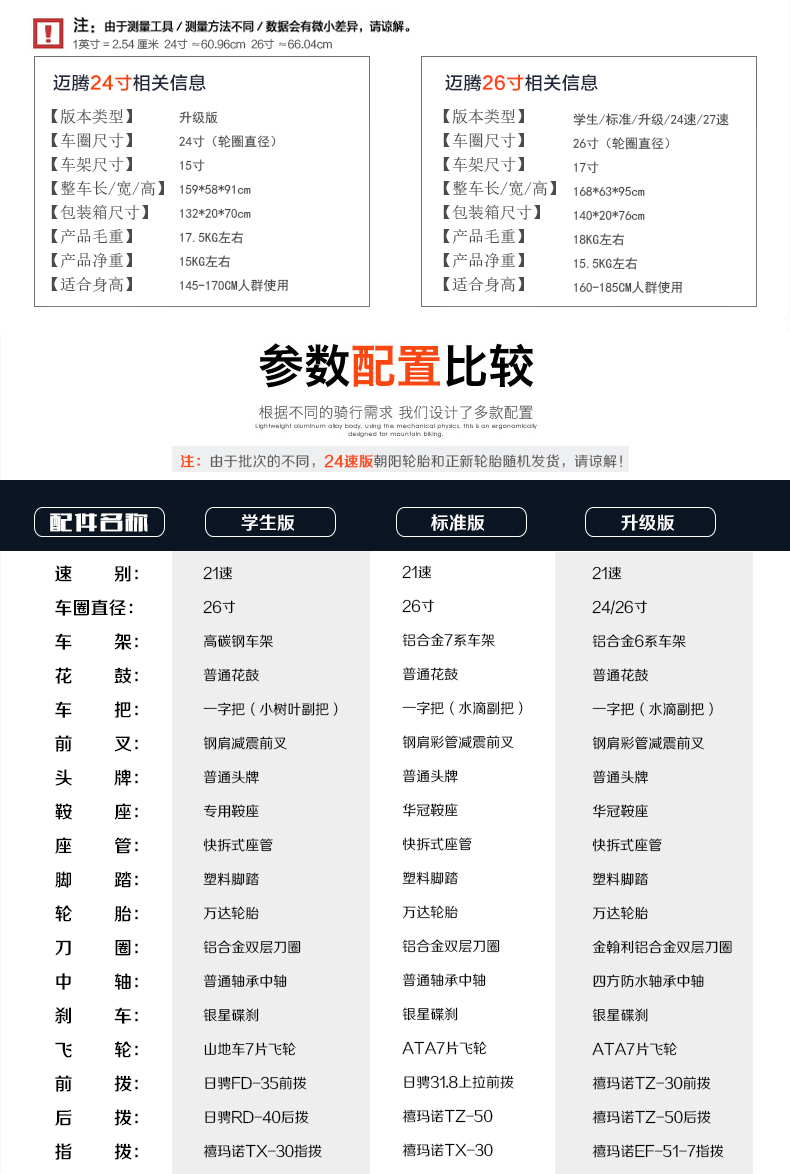 注：由于测量工具/测量方法不同/数据会有微小差异，请谅解。
1英寸=2.54 厘米 24寸 ≈60.96cm 26寸 ≈66.04cm
迈腾24寸相关信息
【版本类型】 升级版
【车圈尺寸】 24寸（轮圈直径）
【车架尺寸】 15寸
【整车长/宽/高】 159*58*91cm
【包装箱尺寸】 132*20*70cm
【产品毛重】 17.5KG左右
【产品净重】 15KG左右
【适合身高】 145-170CM人群使用
迈腾26寸相关信息
【版本类型】 学生/标准/升级/24速/27速
【车圈尺寸】 26寸（轮圈直径）
【车架尺寸】 17寸
【整车长/宽/高】 168*63*95cm
【包装箱尺寸】 140*20*76cm
【产品毛重】 18KG左右
【产品净重】 15.5KG左右
【适合身高】 160-185CM人群使用
参数配置比较
根据不同的骑行需求 我们设计了多款配置
Lightweight aluminum alloy body, using the mechanical physics, this is an ergonomically
designed for mountain biking.
注：由于批次的不同，24速版朝阳轮胎和正新轮胎随机发货，请谅解！
配件名称 学生版 标准版 升级版
速 别： 21速 21速 21速
车圈直径： 26寸 26寸 24/26寸
车 架： 高碳钢车架 铝合金7系车架 铝合金6系车架
花 鼓： 普通花鼓 普通花鼓 普通花鼓
车 把： 一字把（小树叶副把） 一字把（水滴副把） 一字把（水滴副把）
前 叉： 钢肩减震前叉 钢肩彩管减震前叉 钢肩彩管减震前叉
头 牌： 普通头牌 普通头牌 普通头牌
鞍 座： 专用鞍座 华冠鞍座 华冠鞍座
座 管： 快拆式座管 快拆式座管 快拆式座管
脚 踏： 塑料脚踏 塑料脚踏 塑料脚踏
轮 胎： 万达轮胎 万达轮胎 万达轮胎
刀 圈： 铝合金双层刀圈 铝合金双层刀圈 金翰利铝合金双层刀圈
中 轴： 普通轴承中轴 普通轴承中轴 四方防水轴承中轴
刹 车： 银星碟刹 银星碟刹 银星碟刹
飞 轮： 山地车7片飞轮 ATA7片飞轮 ATA7片飞轮
前 拨： 日骋FD-35前拨 日骋31.8上拉前拨 禧玛诺TZ-30前拨
后 拨： 日骋RD-40后拨 禧玛诺TZ-50 禧玛诺TZ-50后拨
指 拨： 禧玛诺TX-30指拨 禧玛诺TX-30 禧玛诺EF-51-7指拨